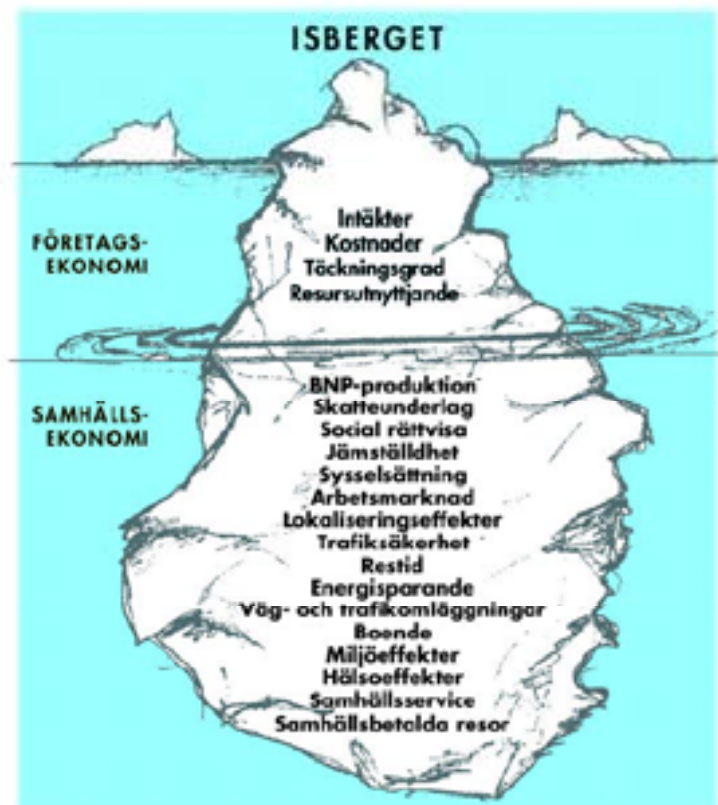 ISBERGET
FÖRETAGS-
EKONOMI
Intäkter
Kostnader
Täckningsgrad
Resursutnyttjande
SAMHÄLLS-
EKONOMI
BNP-produktion
Skatteunderlag
Social rättvisa
Jämställdhet
Sysselsättning
Arbetsmarknad
Lokaliseringseffekter
Trafiksäkerhet
Restid
Energisparande
Väg- och trafikomläggningar
Boende
Miljöeffekter
Hälsoeffekter
Samhällsservice
Samhällsbetalda resor